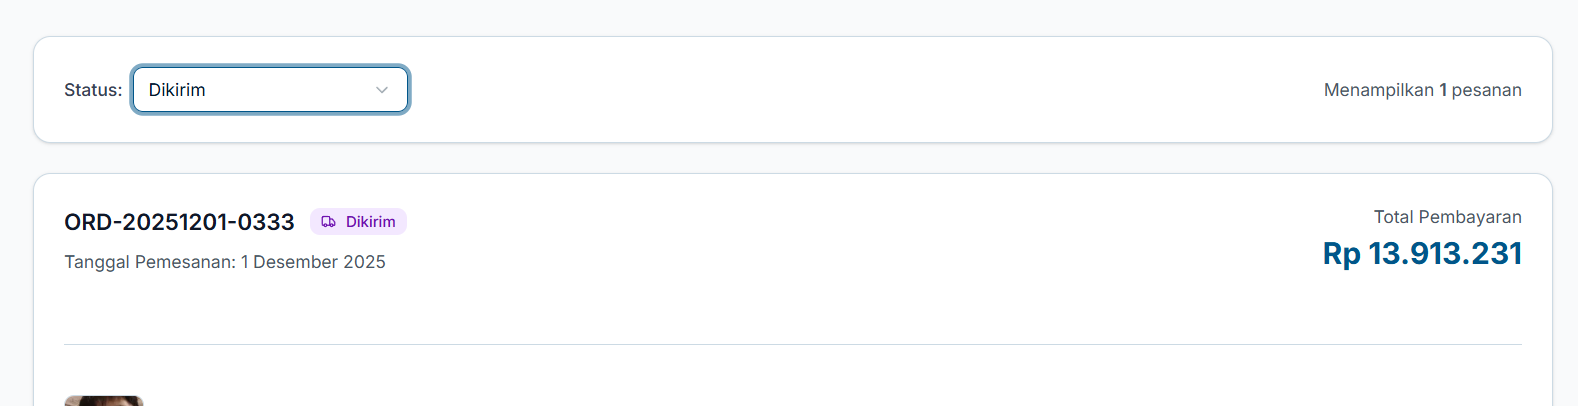 Status: Dikirim Menampilkan 1 pesanan
ORD-20251201-0333 Dikirim
Total Pembayaran
Tanggal Pemesanan: 1 Desember 2025
Rp 13.913.231